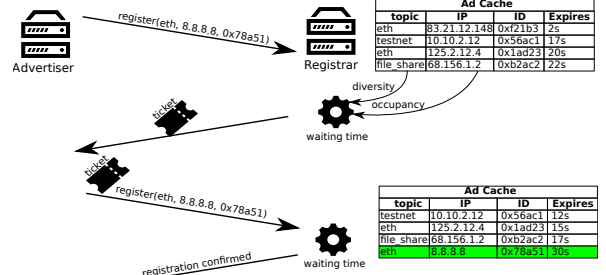 register(eth, 8.8.8.8, 0x78a51)
Advertiser
Registrar
Ad Cache
topic IP ID Expires
eth 83.21.12.148 0xf21b3 2s
testnet 10.10.2.12 0x56ac1 17s
eth 125.2.12.4 0x1ad23 20s
file_share 68.156.1.2 0xb2ac2 22s
diversity
occupancy
waiting time
ticket
ticket
register(eth, 8.8.8.8, 0x78a51)
waiting time
registration confirmed
Ad Cache
topic IP ID Expires
testnet 10.10.2.12 0x56ac1 12s
eth 125.2.12.4 0x1ad23 15s
file_share 68.156.1.2 0xb2ac2 17s
eth 8.8.8.8 0x78a51 30s